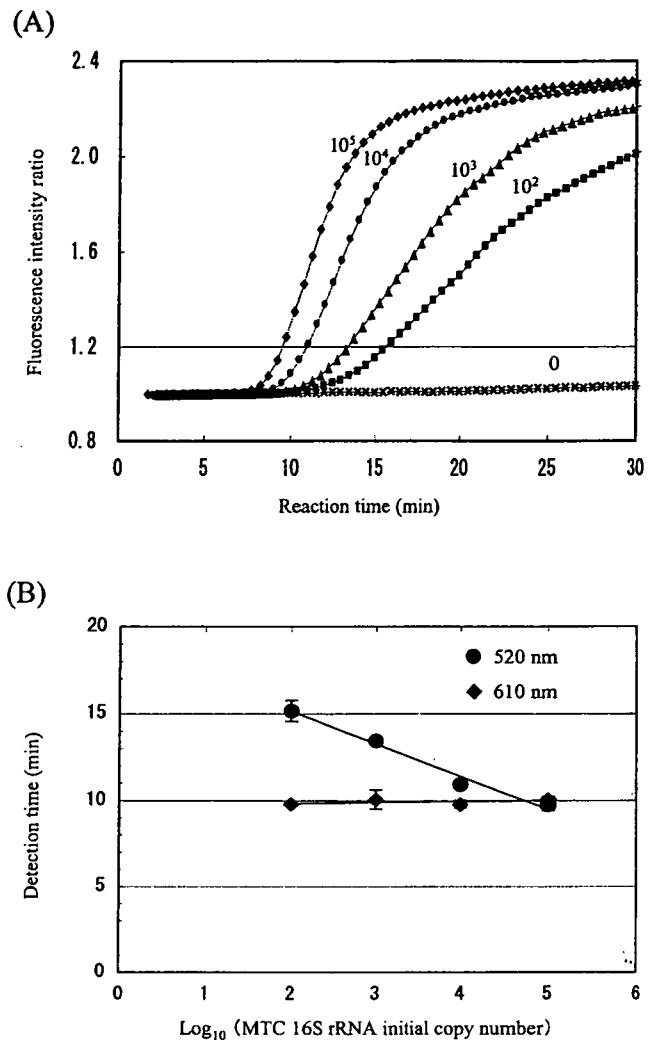 (A)
2.4
2.0
1.6
1.2
0.8
Fluorescence intensity ratio
10⁵
10⁴
10³
10²
0
0 5 10 15 20 25 30
Reaction time (min)
(B)
20
15
10
5
0
Detection time (min)
520 nm
610 nm
0 1 2 3 4 5 6
Log₁₀ (MTC 16S rRNA initial copy number)